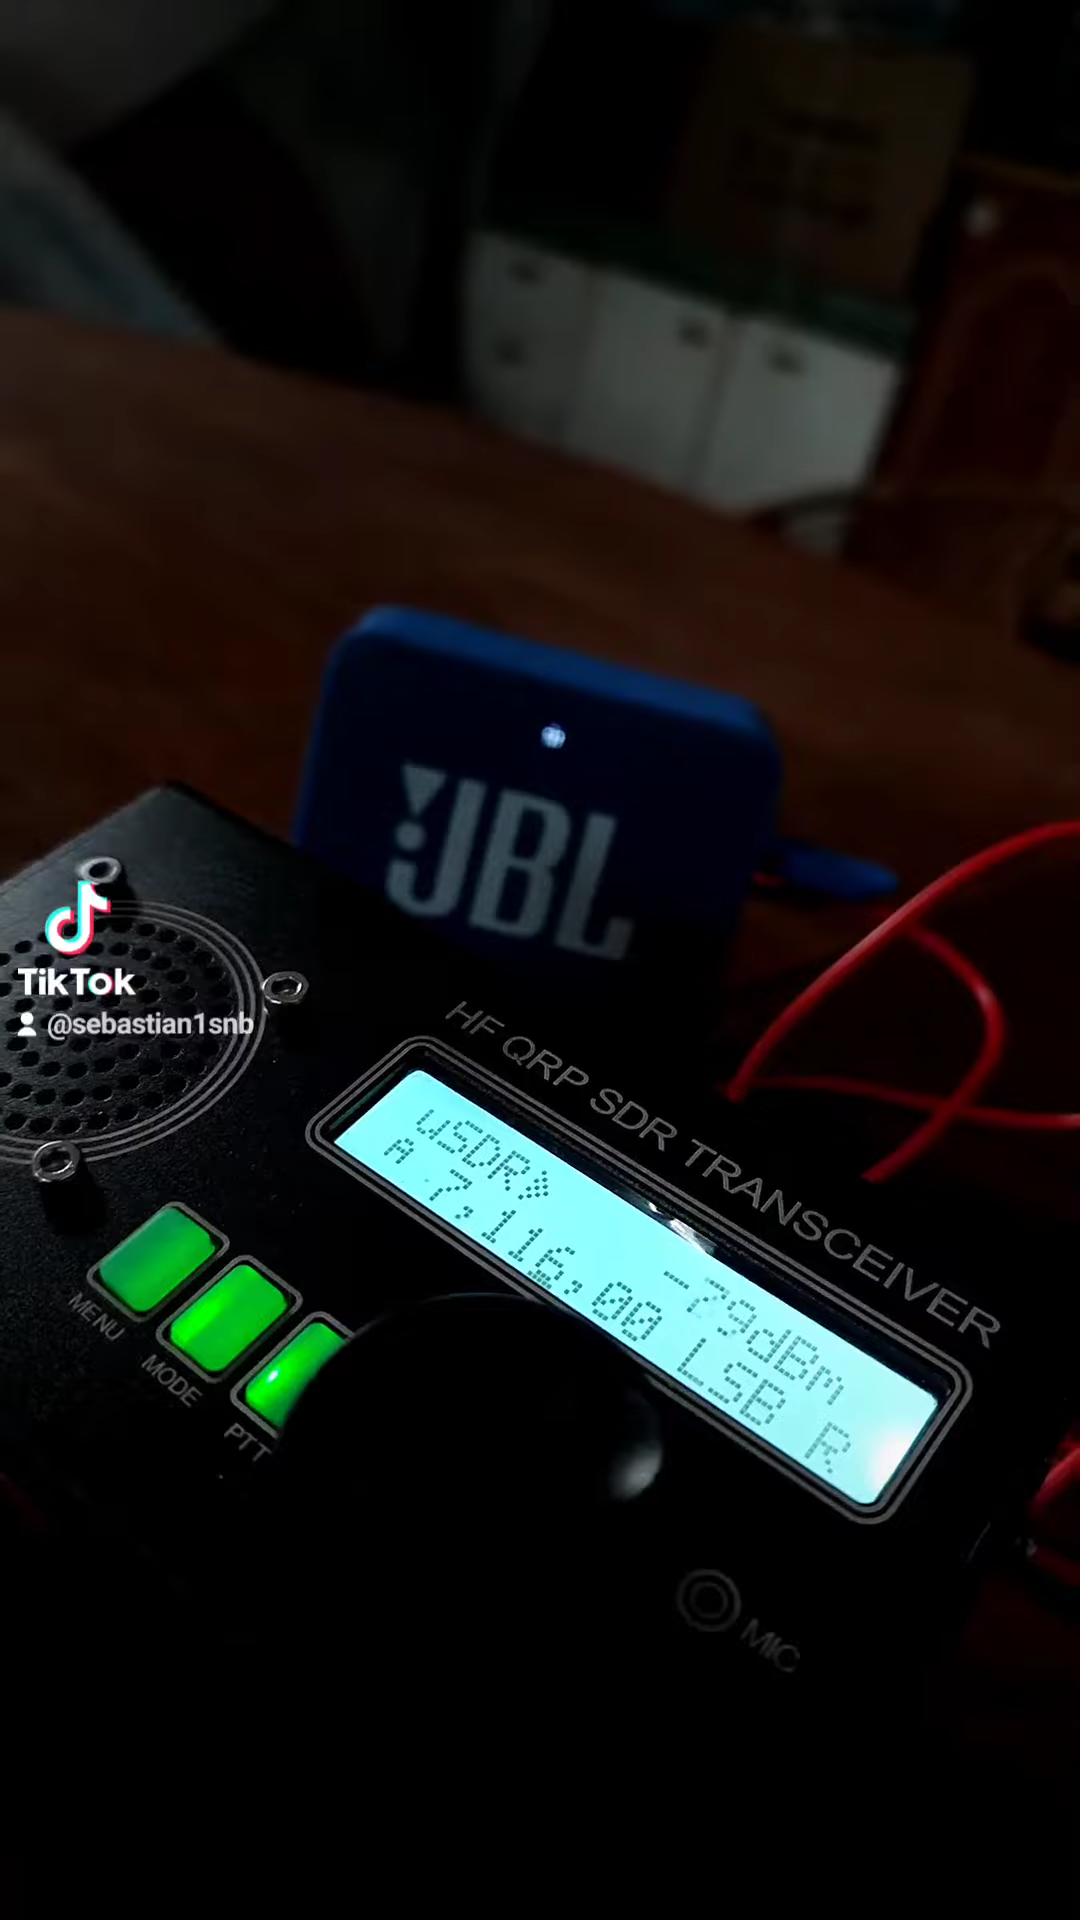 JBL
TikTok
@sebastian1snb
HF QRP SDR TRANSCEIVER
uSDR» -79dBm
A 7,116,00 LSB R
MENU
MODE
PTT
MIC